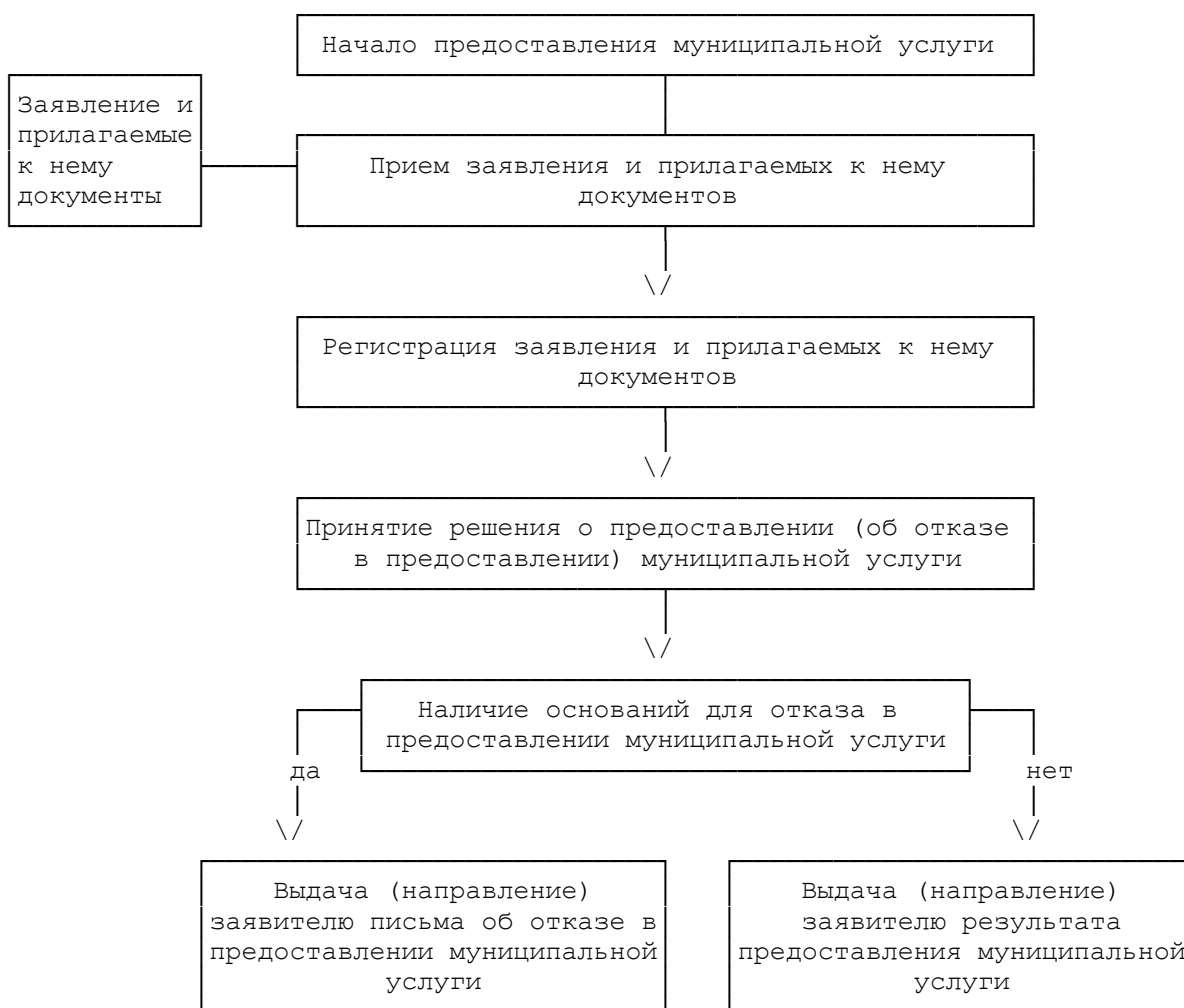 Начало предоставления муниципальной услуги
Заявление и
прилагаемые
к нему
документы
Прием заявления и прилагаемых к нему
документов
\/
Регистрация заявления и прилагаемых к нему
документов
\/
Принятие решения о предоставлении (об отказе
в предоставлении) муниципальной услуги
\/
Наличие оснований для отказа в
предоставлении муниципальной услуги
да
нет
\/
\/
Выдача (направление)
заявителю письма об отказе в
предоставлении муниципальной
услуги
Выдача (направление)
заявителю результата
предоставления муниципальной
услуги